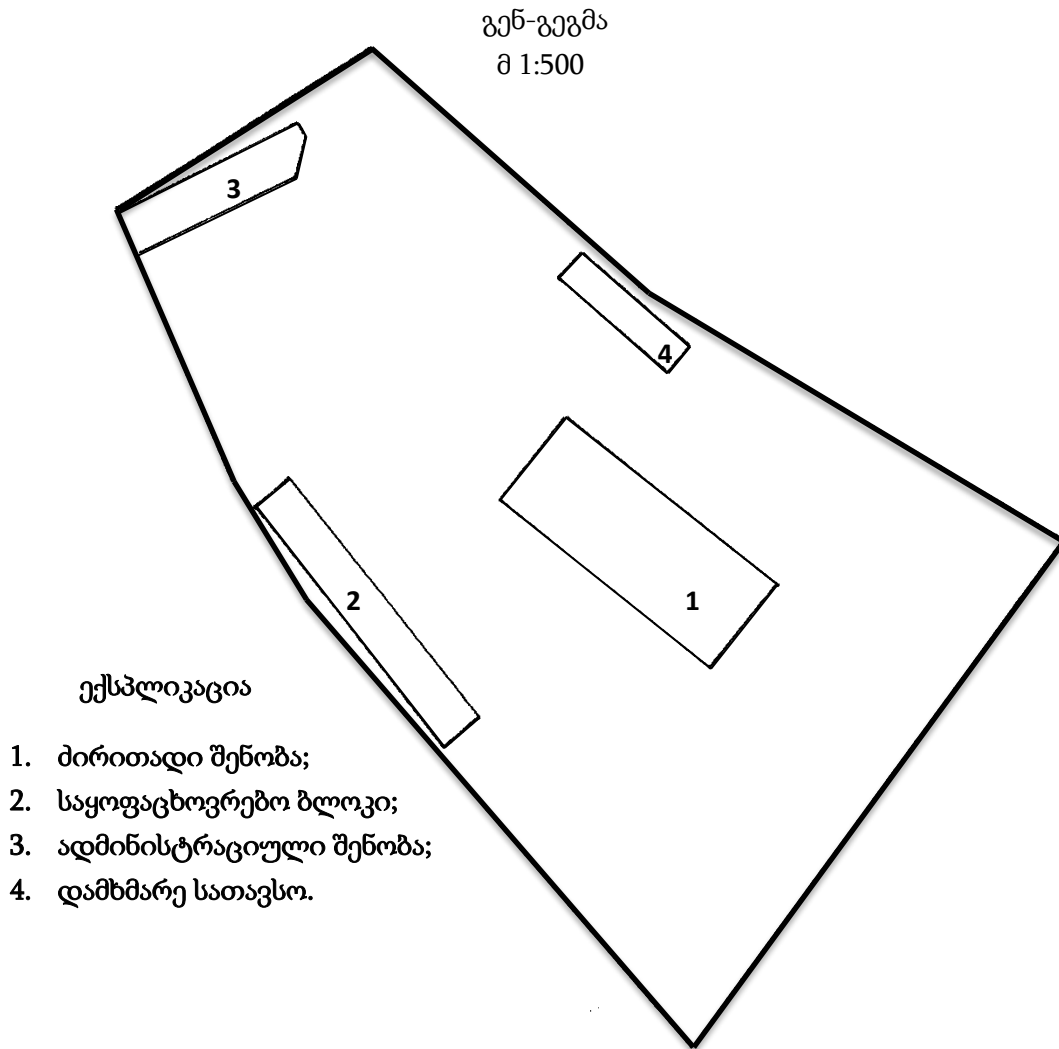 გენ-გეგმა
მ 1:500
3
4
1
2
ექსპლიკაცია
1. ძირითადი შენობა;
2. საყოფაცხოვრებო ბლოკი;
3. ადმინისტრაციული შენობა;
4. დამხმარე სათავსო.